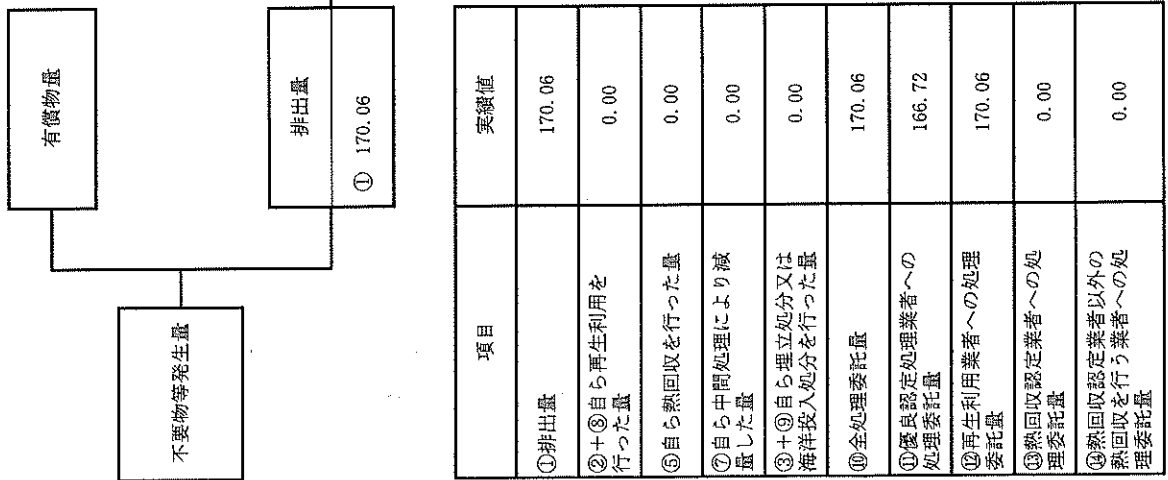 不要物等発生量
有償物量
排出量
① 170.06
項目
実績値
①排出量
170.06
②+⑧自ら再生利用を
行った量
0.00
⑤自ら熱回収を行った量
0.00
⑦自ら中間処理により減
量した量
0.00
③+⑨自ら埋立処分又は
海洋投入処分を行った量
0.00
⑩全処理委託量
170.06
⑪優良認定処理業者への
処理委託量
166.72
⑫再生利用業者への処理
委託量
170.06
⑬熱回収認定業者への処
理委託量
0.00
⑭熱回収認定業者以外の
熱回収を行う業者への処
理委託量
0.00